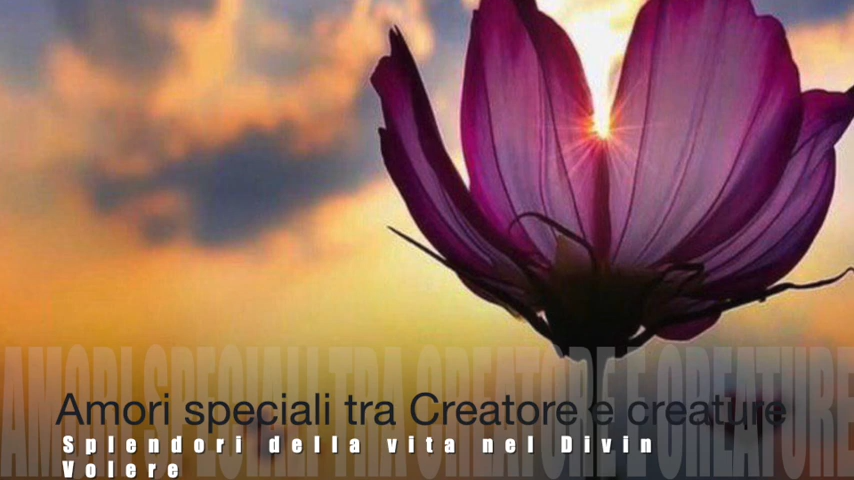 AMORI SPECIALI TRA CREATORE E CREATURE
Amori speciali tra Creatore e creature
Splendori della vita nel Divin
Volere